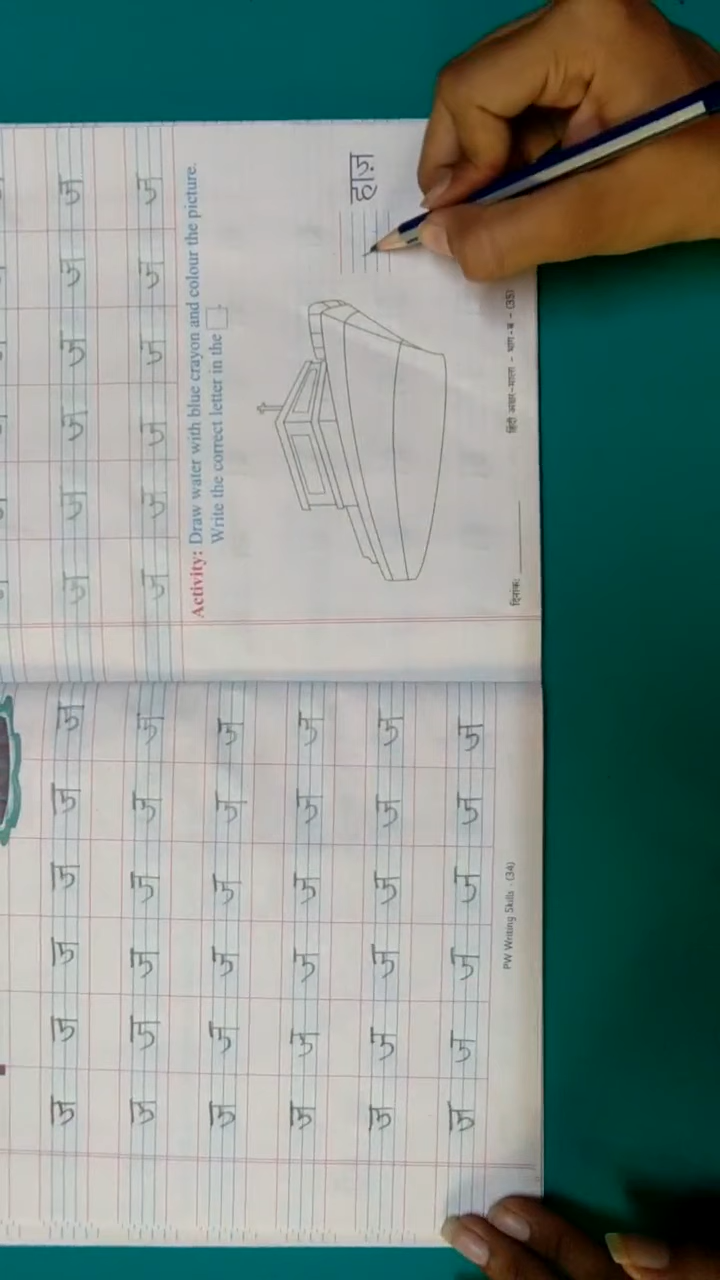 ज ज ज ज ज ज
ज ज ज ज ज ज
ज ज ज ज ज ज
ज ज ज ज ज ज
ज ज ज ज ज ज
ज ज ज ज ज ज
PW Writing Skills - (34)
ज ज ज ज ज ज
ज ज ज ज ज ज
Activity: Draw water with blue crayon and colour the picture.
Write the correct letter in the
हाज़
दिनांक: हिंदी अक्षर-माला - भाग-ब - (35)